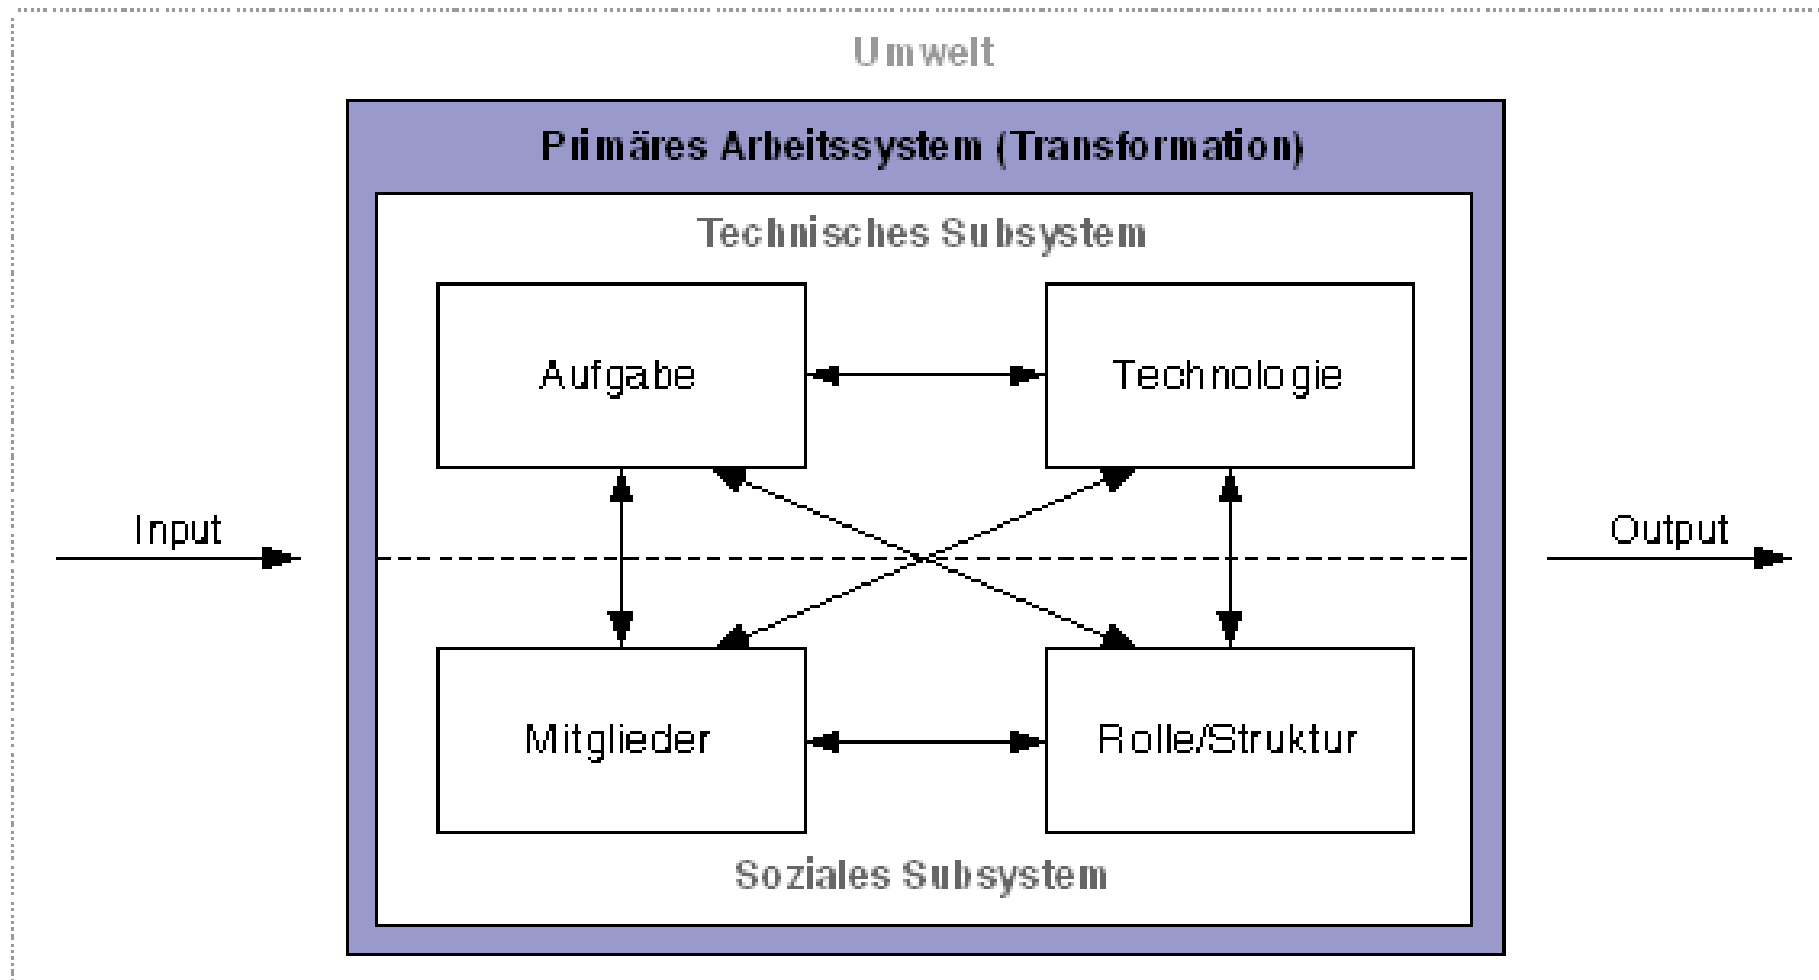 Umwelt
Primäres Arbeitssystem (Transformation)
Technisches Subsystem
Aufgabe
Technologie
Input
Output
Mitglieder
Rolle/Struktur
Soziales Subsystem